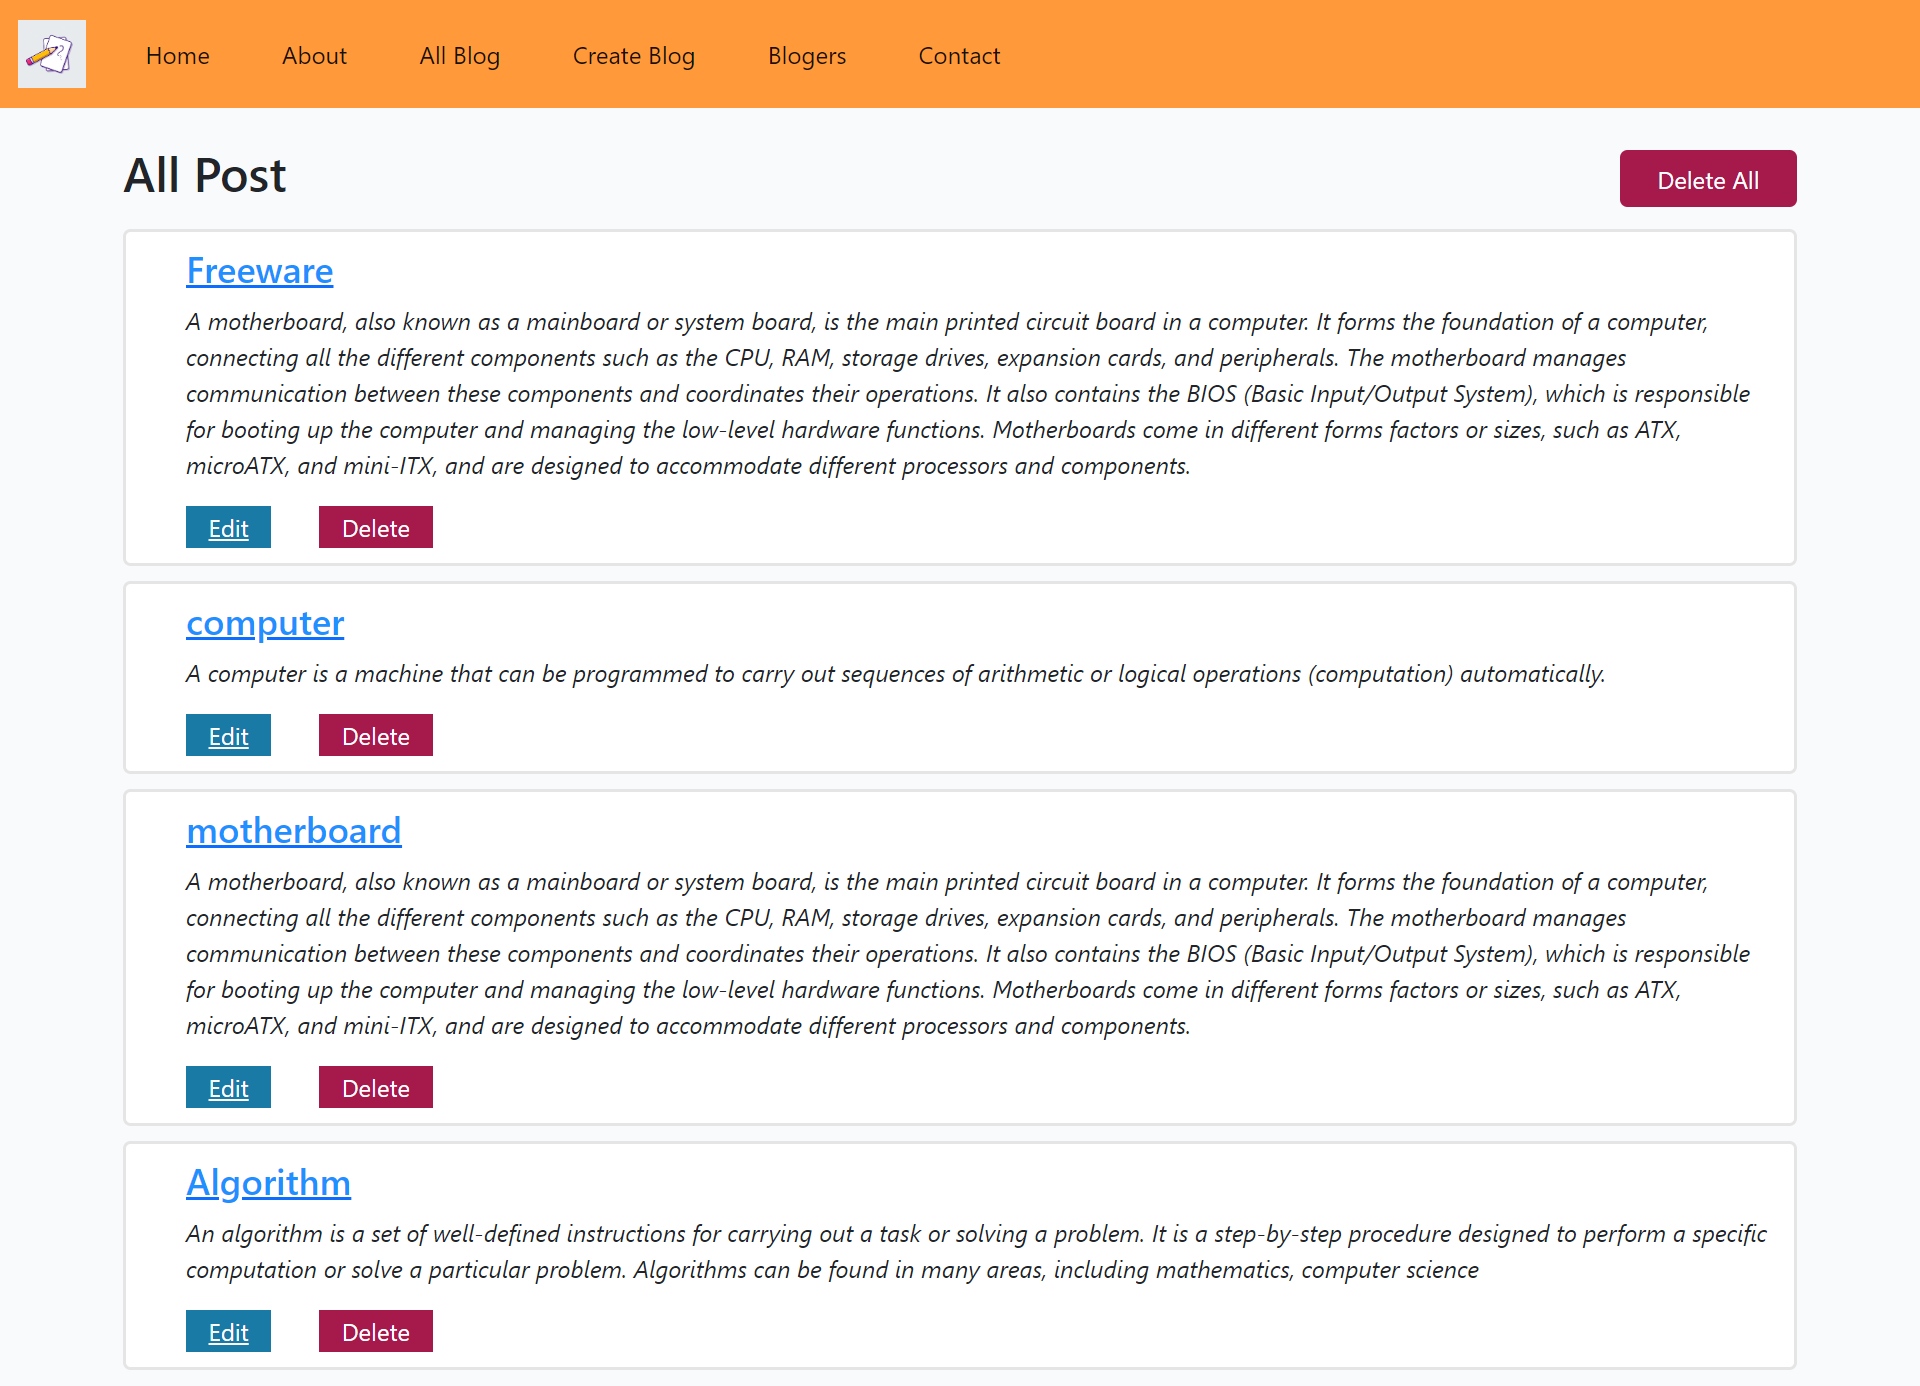 Home About All Blog Create Blog Blogers Contact
All Post
Delete All
Freeware
A motherboard, also known as a mainboard or system board, is the main printed circuit board in a computer. It forms the foundation of a computer,
connecting all the different components such as the CPU, RAM, storage drives, expansion cards, and peripherals. The motherboard manages
communication between these components and coordinates their operations. It also contains the BIOS (Basic Input/Output System), which is responsible
for booting up the computer and managing the low-level hardware functions. Motherboards come in different forms factors or sizes, such as ATX,
microATX, and mini-ITX, and are designed to accommodate different processors and components.
Edit Delete
computer
A computer is a machine that can be programmed to carry out sequences of arithmetic or logical operations (computation) automatically.
Edit Delete
motherboard
A motherboard, also known as a mainboard or system board, is the main printed circuit board in a computer. It forms the foundation of a computer,
connecting all the different components such as the CPU, RAM, storage drives, expansion cards, and peripherals. The motherboard manages
communication between these components and coordinates their operations. It also contains the BIOS (Basic Input/Output System), which is responsible
for booting up the computer and managing the low-level hardware functions. Motherboards come in different forms factors or sizes, such as ATX,
microATX, and mini-ITX, and are designed to accommodate different processors and components.
Edit Delete
Algorithm
An algorithm is a set of well-defined instructions for carrying out a task or solving a problem. It is a step-by-step procedure designed to perform a specific
computation or solve a particular problem. Algorithms can be found in many areas, including mathematics, computer science
Edit Delete